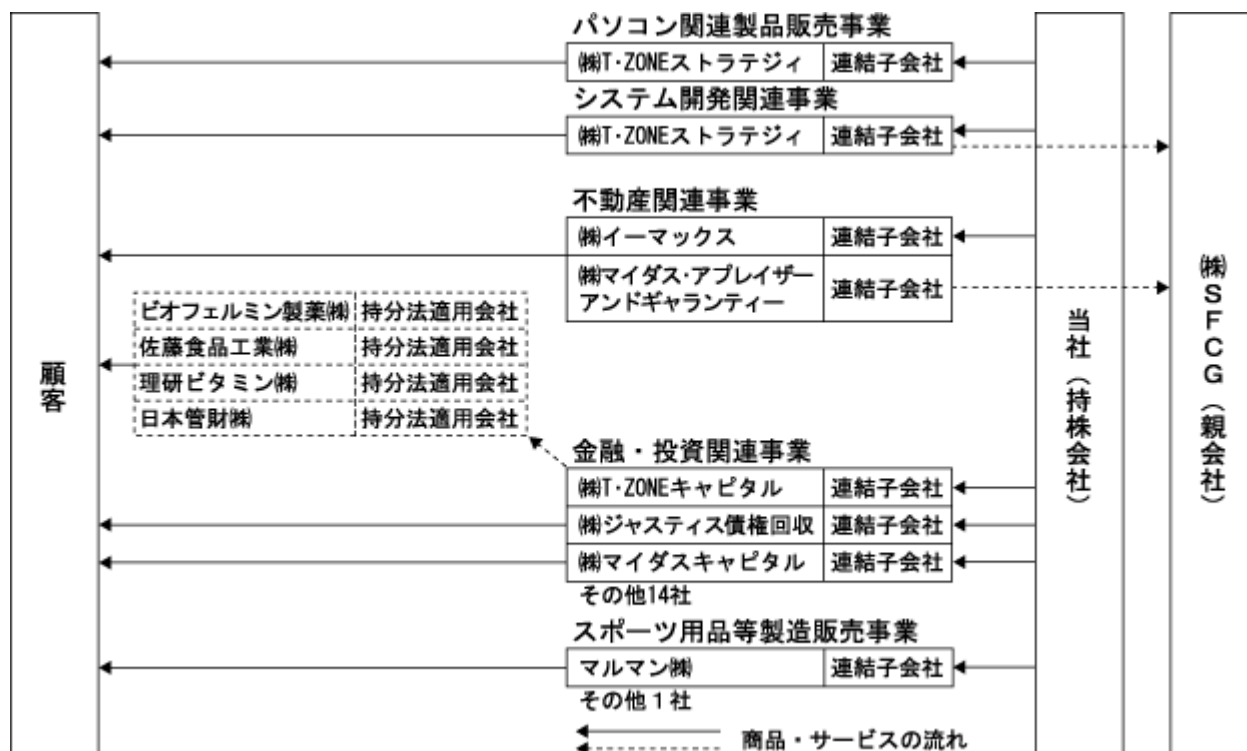 パソコン関連製品販売事業
㈱T・ZONEストラテジィ 連結子会社
システム開発関連事業
㈱T・ZONEストラテジィ 連結子会社
不動産関連事業
㈱イーマックス 連結子会社
㈱マイダス・アプレイザー
アンドギャランティー 連結子会社
ビオフェルミン製薬㈱ 持分法適用会社
佐藤食品工業㈱ 持分法適用会社
理研ビタミン㈱ 持分法適用会社
日本管財㈱ 持分法適用会社
顧客
当社（持株会社）
㈱SFCG（親会社）
金融・投資関連事業
㈱T・ZONEキャピタル 連結子会社
㈱ジャスティス債権回収 連結子会社
㈱マイダスキャピタル 連結子会社
その他14社
スポーツ用品等製造販売事業
マルマン㈱ 連結子会社
その他１社
商品・サービスの流れ